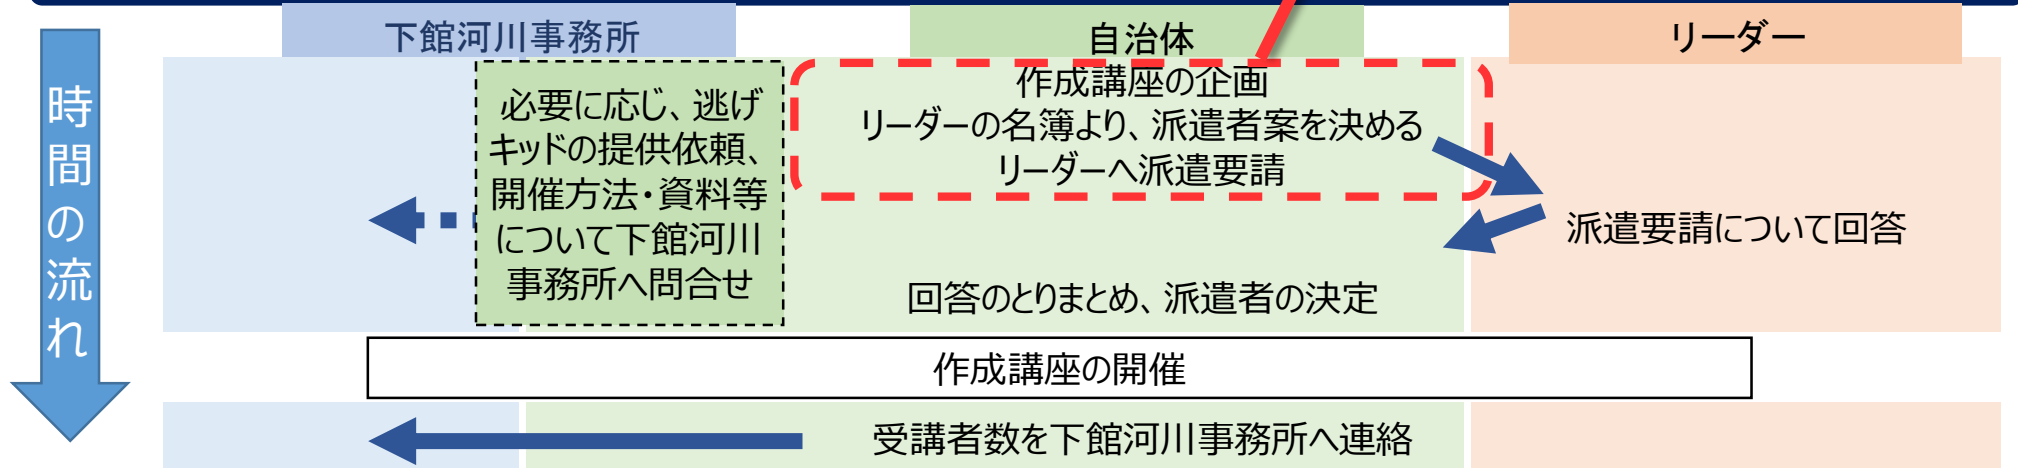 下館河川事務所
自治体
リーダー
時間の流れ
必要に応じ、逃げ
キッドの提供依頼、
開催方法・資料等
について下館河川
事務所へ問合せ
作成講座の企画
リーダーの名簿より、派遣者案を決める
リーダーへ派遣要請
派遣要請について回答
回答のとりまとめ、派遣者の決定
作成講座の開催
受講者数を下館河川事務所へ連絡